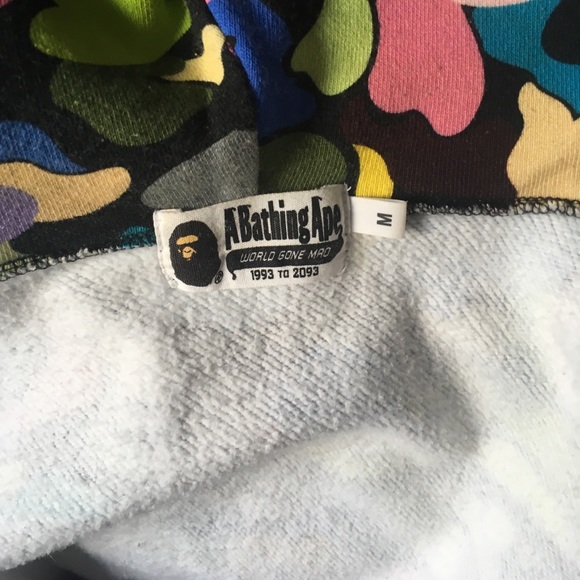 A Bathing Ape
WORLD GONE MAD
® 1993 TO 2093
M